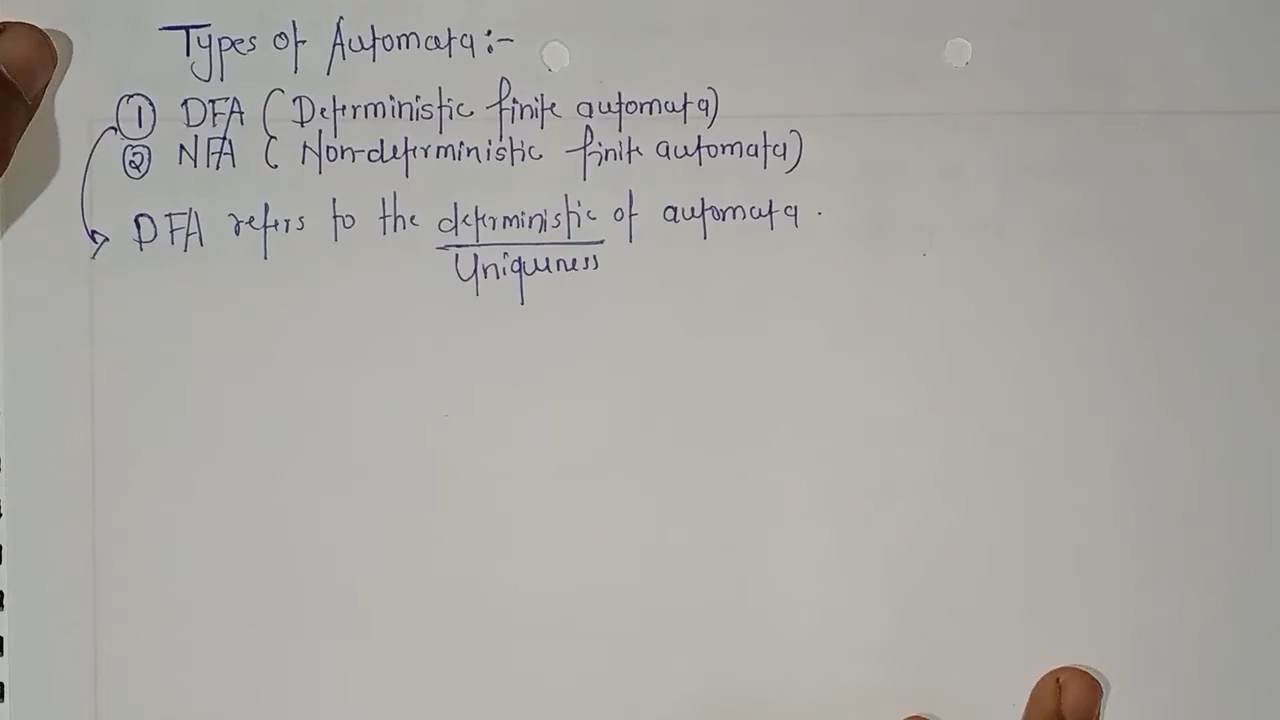 Types of Automata:-
① DFA (Deterministic finite automata)
② NFA (Non-deterministic finite automata)
DFA refers to the deterministic of automata.
Uniqueness